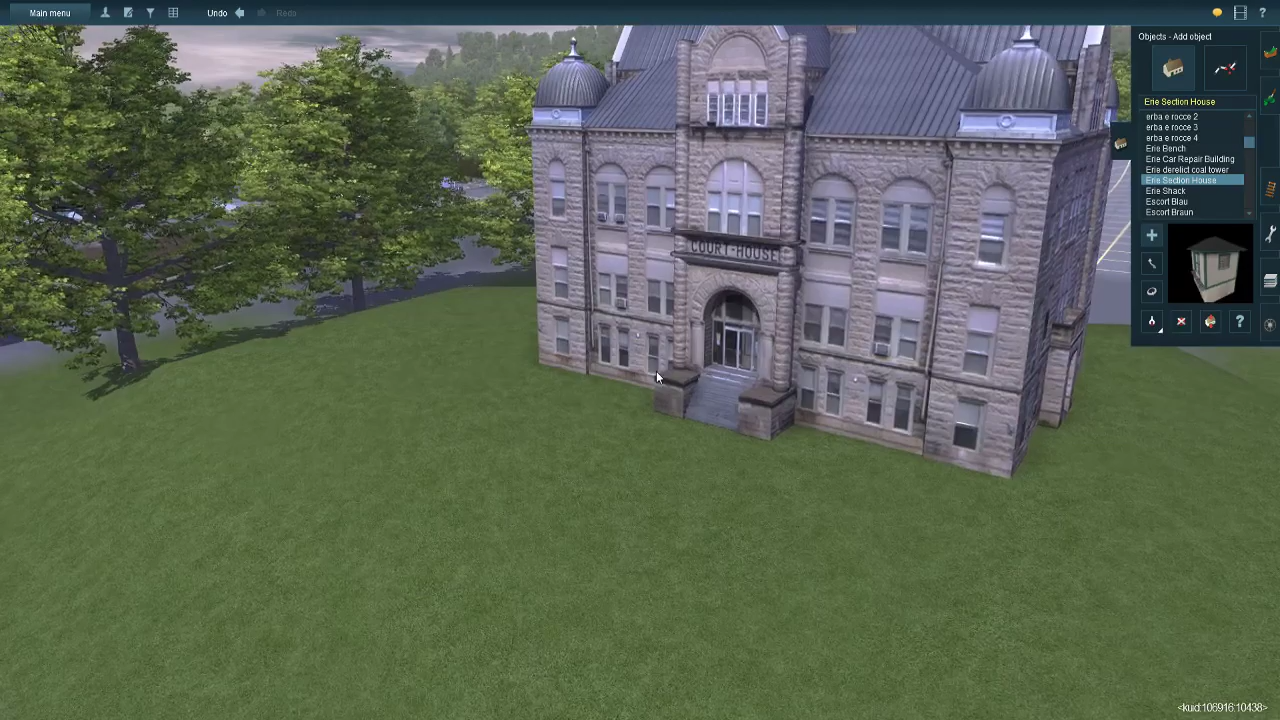 Main menu
Undo
Redo
?
Objects - Add object
Erie Section House
erba e rocce 2
erba e rocce 3
erba e rocce 4
Erie Bench
Erie Car Repair Building
Erie derelict coal tower
Erie Section House
Erie Shack
Escort Blau
Escort Braun
?
COURT-HOUSE
<kuid:106916:10438>